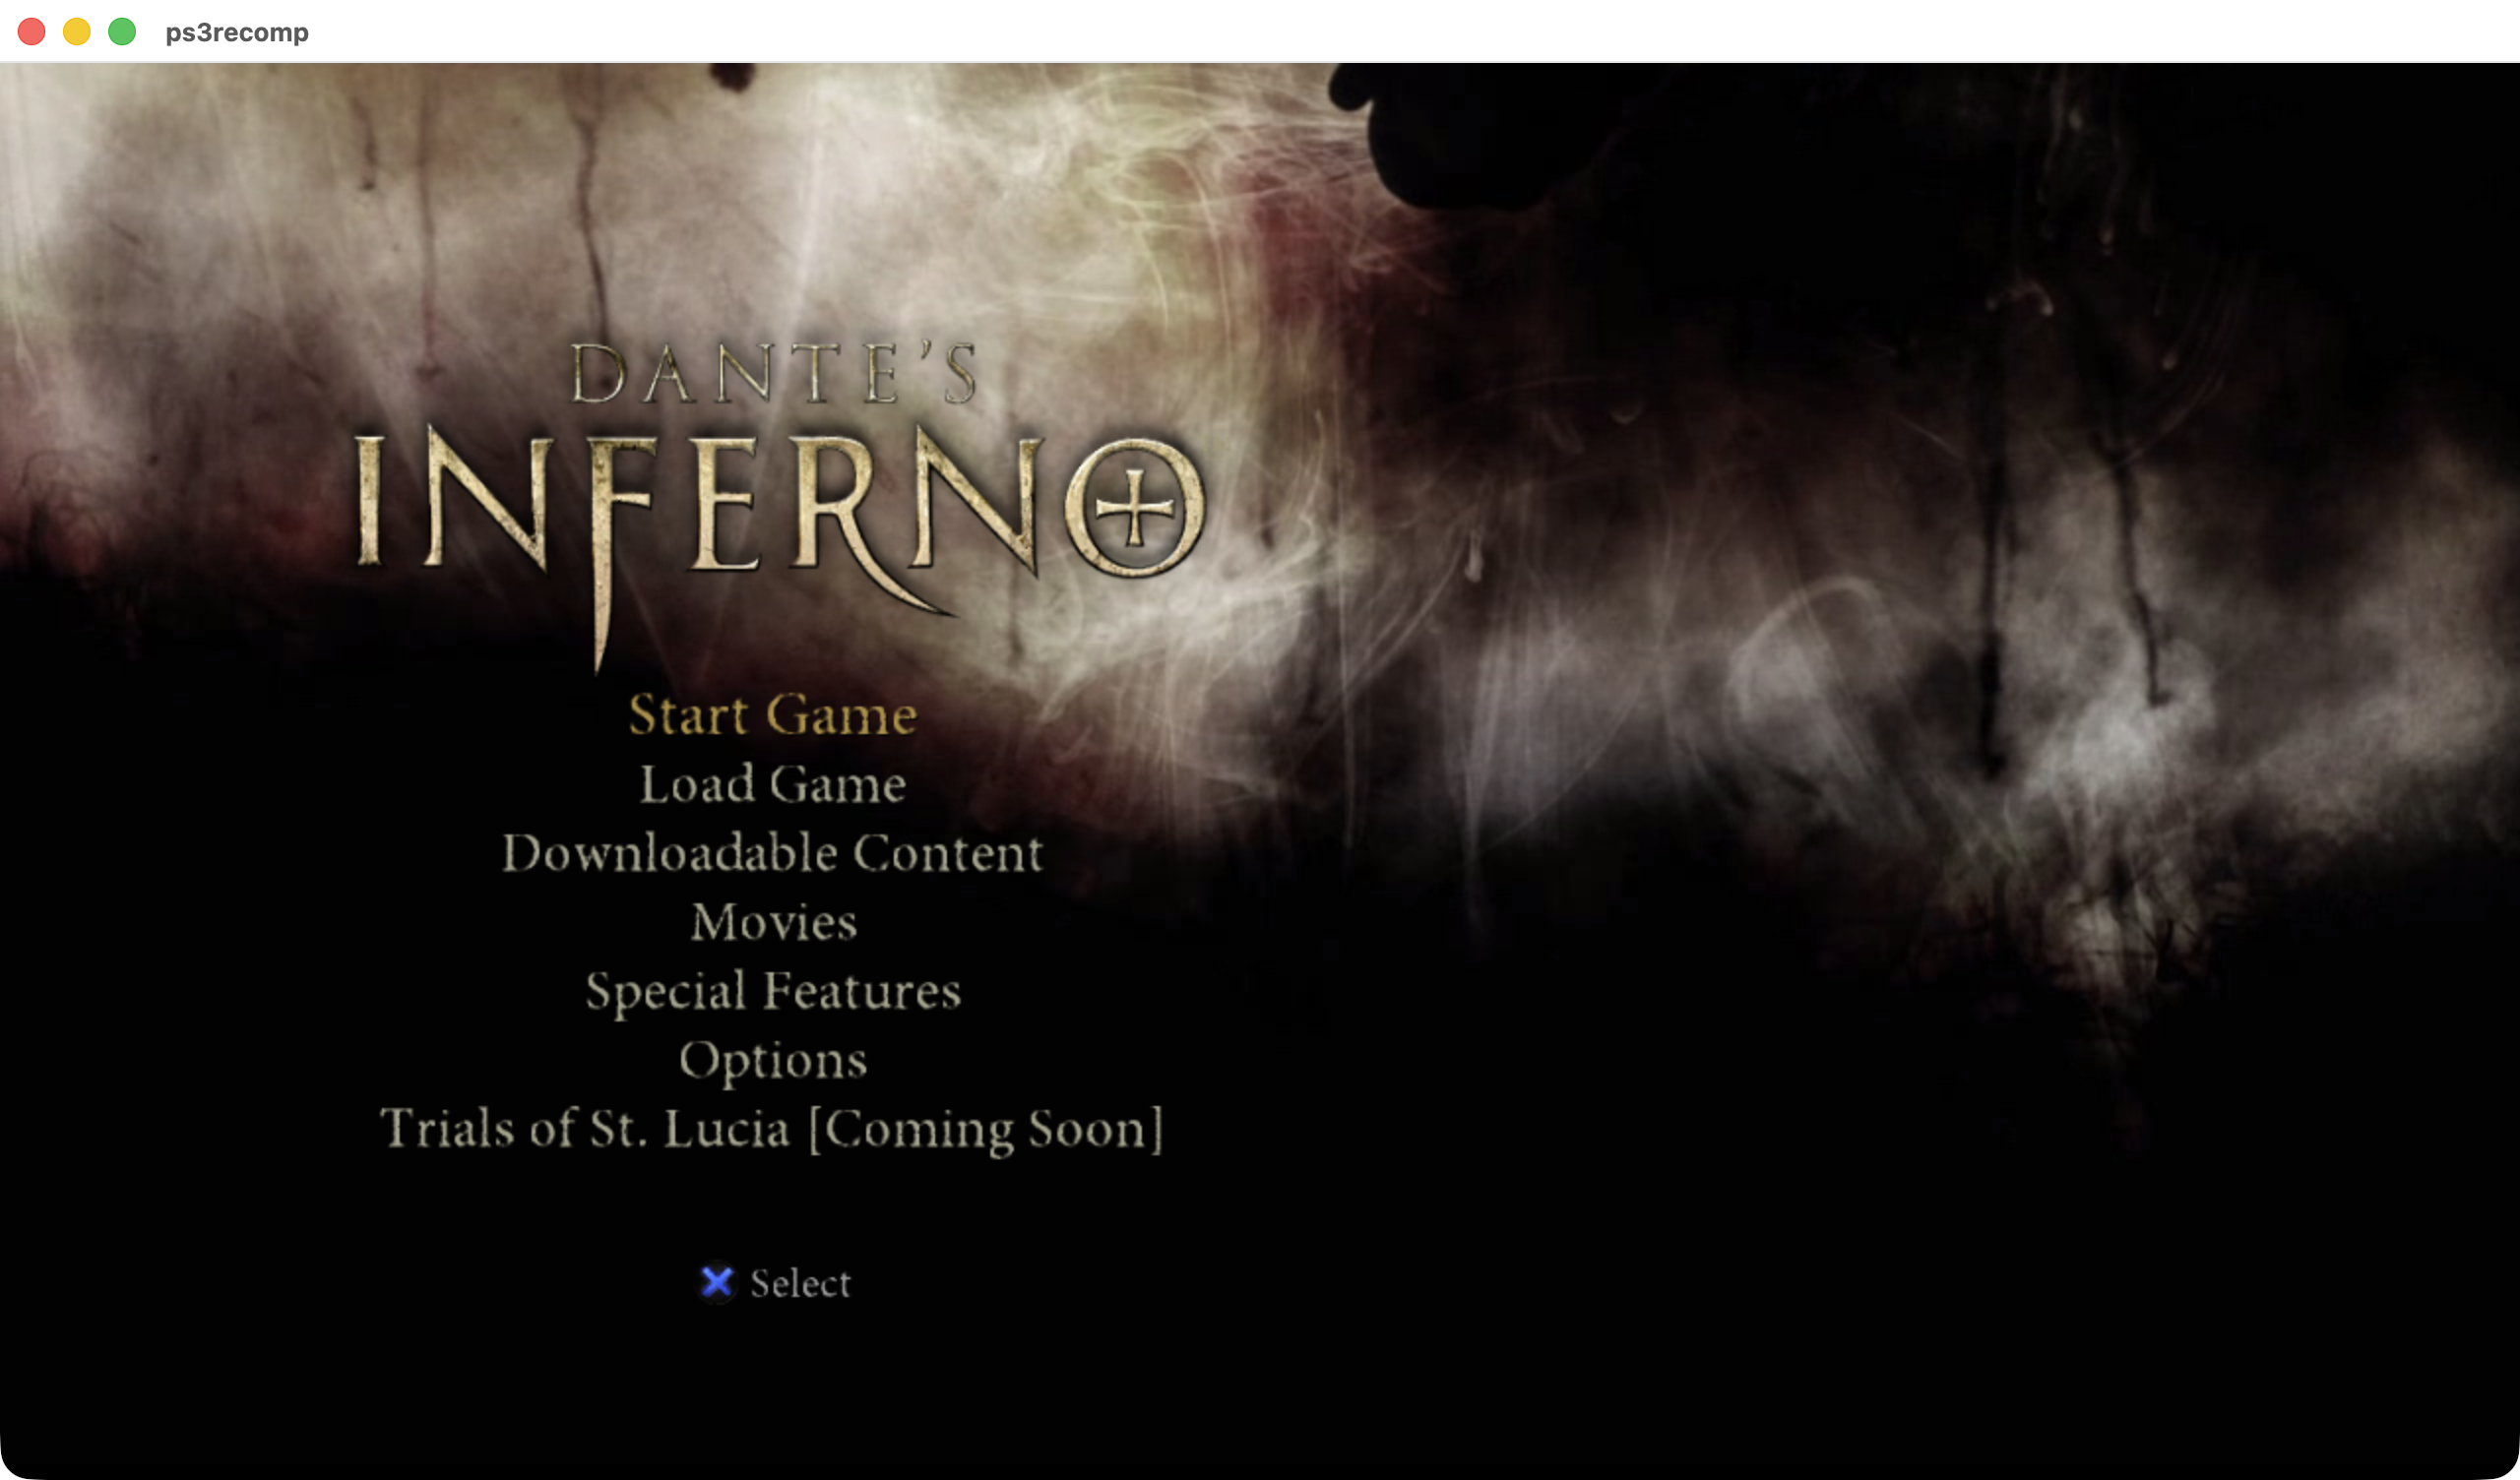 ps3recomp
DANTE'S
INFERNO
Start Game
Load Game
Downloadable Content
Movies
Special Features
Options
Trials of St. Lucia [Coming Soon]
Select